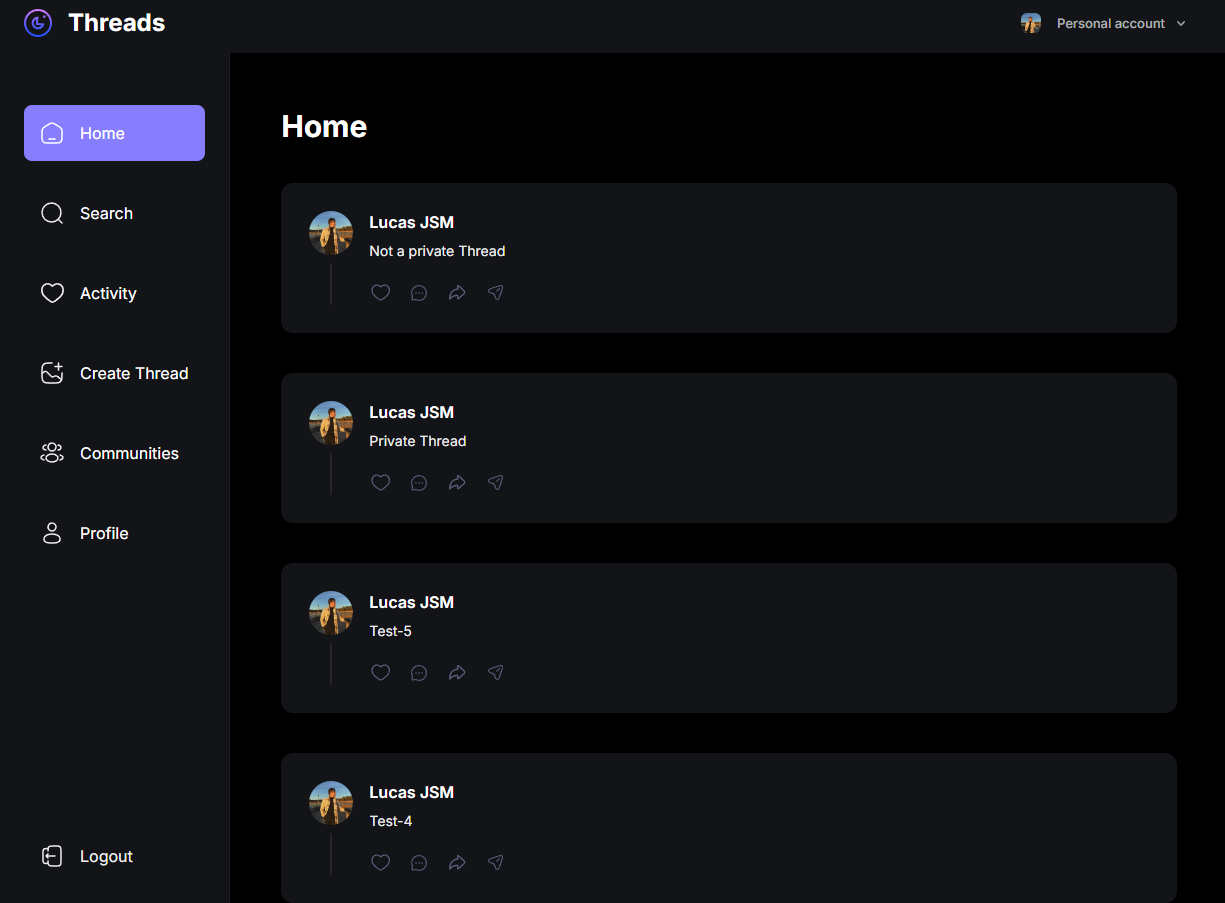 Threads
Personal account
Home
Search
Activity
Create Thread
Communities
Profile
Logout
Home
Lucas JSM
Not a private Thread
Lucas JSM
Private Thread
Lucas JSM
Test-5
Lucas JSM
Test-4